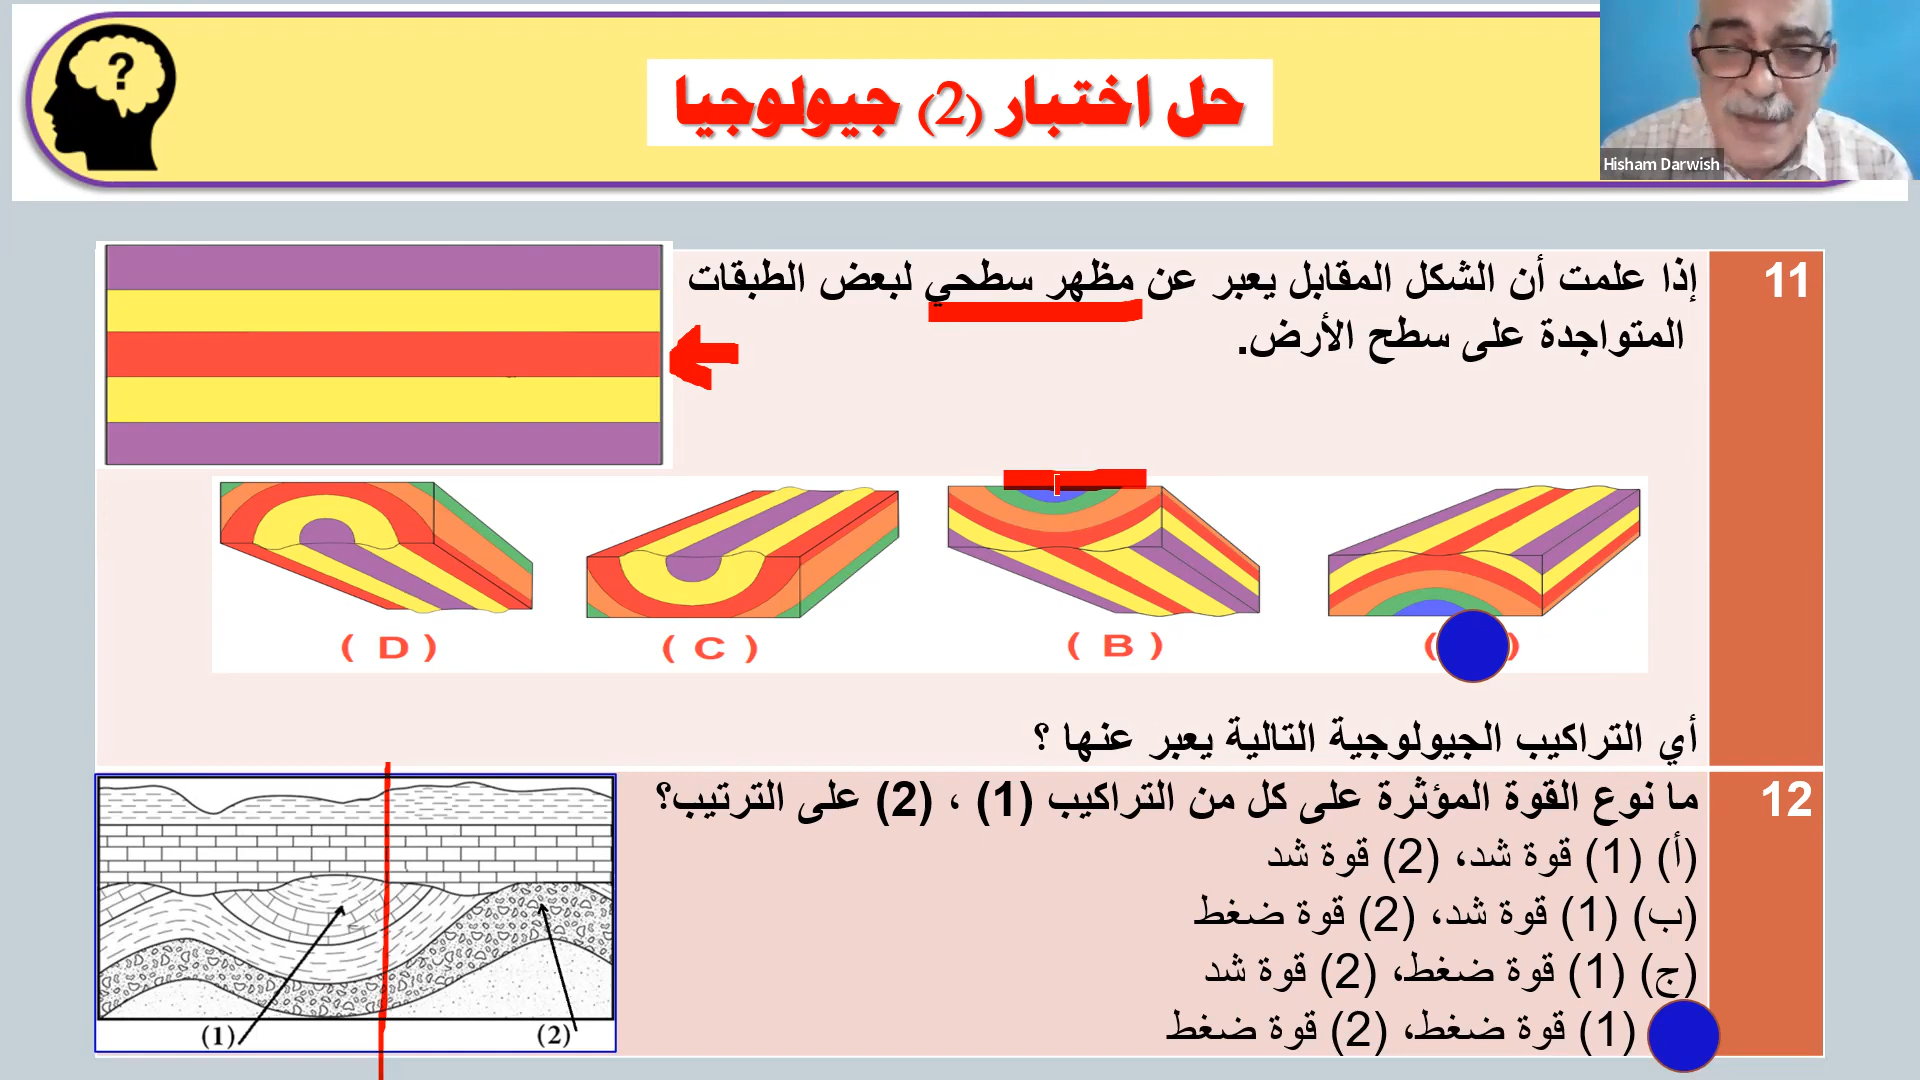 حل اختبار (2) جيولوجيا
Hisham Darwish
11
إذا علمت أن الشكل المقابل يعبر عن مظهر سطحي لبعض الطبقات
المتواجدة على سطح الأرض.
( D )
( C )
( B )
( )
أي التراكيب الجيولوجية التالية يعبر عنها ؟
12
ما نوع القوة المؤثرة على كل من التراكيب (1) ، (2) على الترتيب؟
(أ) (1) قوة شد، (2) قوة شد
(ب) (1) قوة شد، (2) قوة ضغط
(ج) (1) قوة ضغط، (2) قوة شد
(1) قوة ضغط، (2) قوة ضغط
(1)
(2)